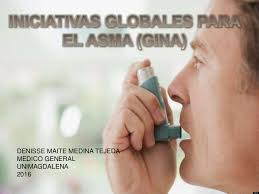 INICIATIVAS GLOBALES PARA
EL ASMA (GINA)
DENISSE MAITE MEDINA TEJEDA
MEDICO GENERAL
UNIMAGDALENA
2016